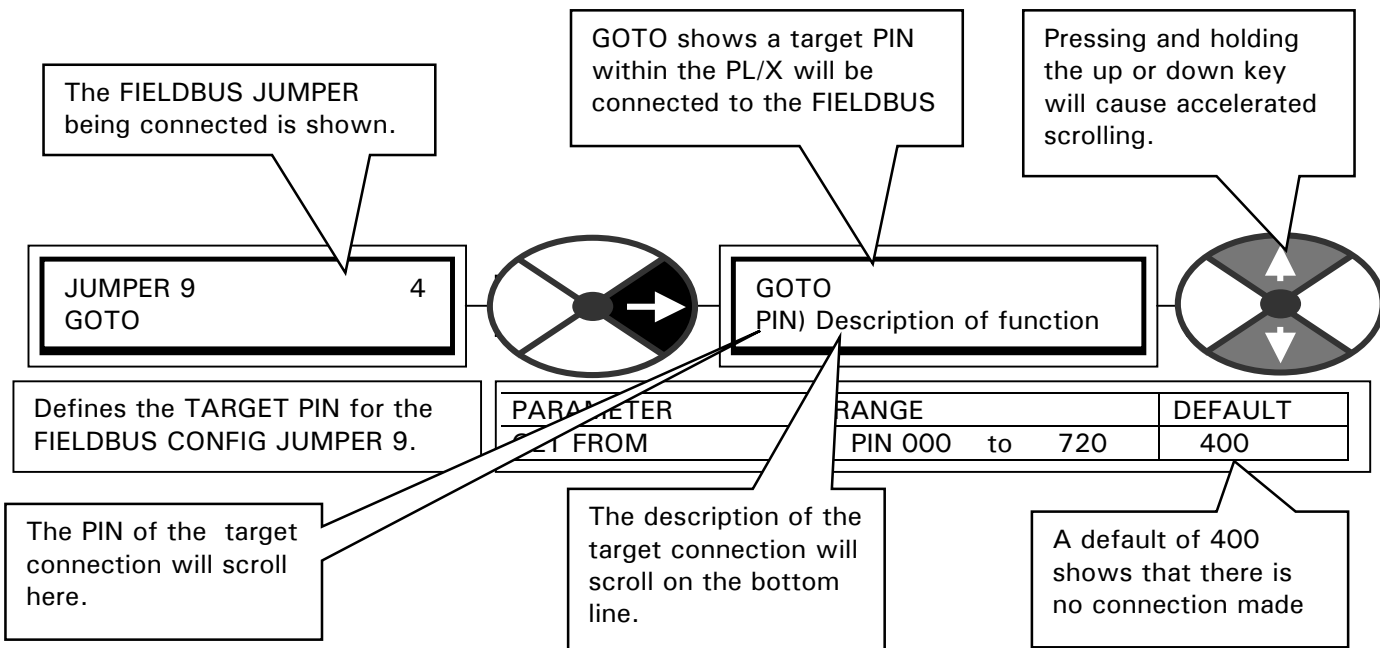 The FIELDBUS JUMPER
being connected is shown.
GOTO shows a target PIN
within the PL/X will be
connected to the FIELDBUS
Pressing and holding
the up or down key
will cause accelerated
scrolling.
JUMPER 9 4
GOTO
GOTO
PIN) Description of function
Defines the TARGET PIN for the
FIELDBUS CONFIG JUMPER 9.
PARAMETER RANGE DEFAULT
GET FROM PIN 000 to 720 400
The PIN of the target
connection will scroll
here.
The description of the
target connection will
scroll on the bottom
line.
A default of 400
shows that there is
no connection made